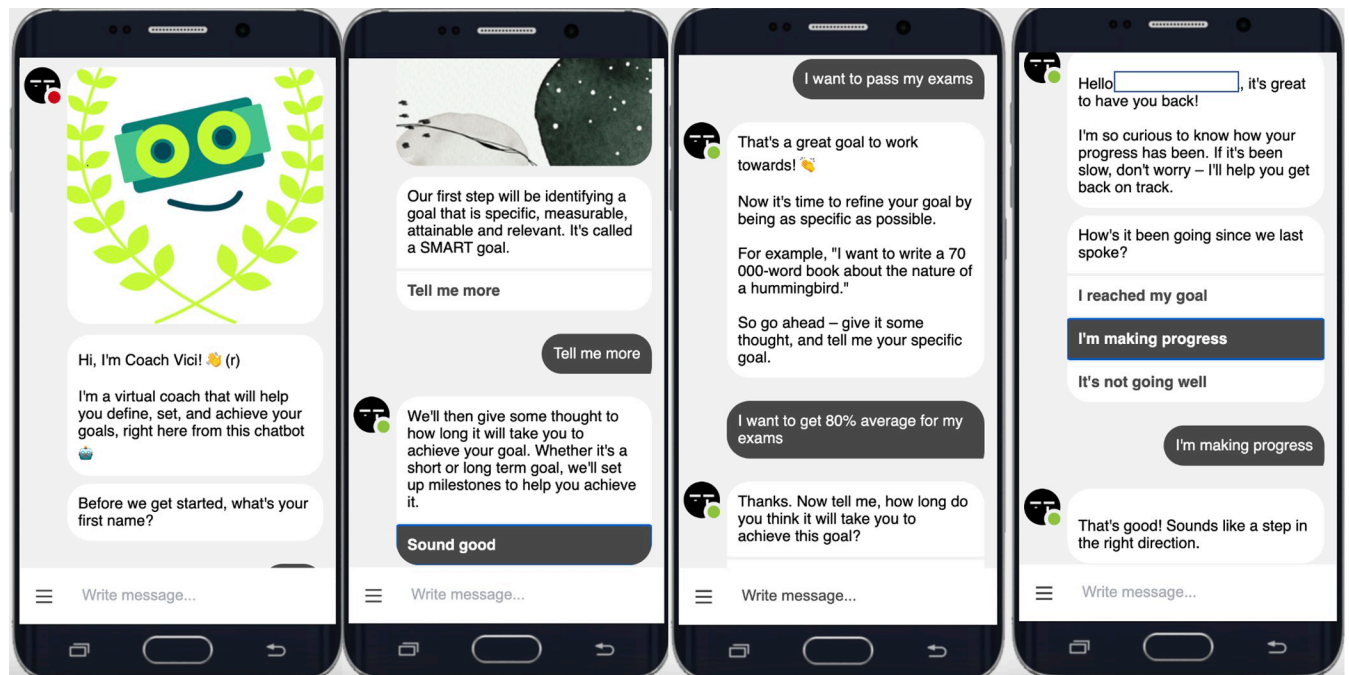 Hi, I'm Coach Vici! 👋 (r)
I'm a virtual coach that will help
you define, set, and achieve your
goals, right here from this chatbot
🤖
Before we get started, what's your
first name?
Write message...
Our first step will be identifying a
goal that is specific, measurable,
attainable and relevant. It's called
a SMART goal.
Tell me more
Tell me more
We'll then give some thought to
how long it will take you to
achieve your goal. Whether it's a
short or long term goal, we'll set
up milestones to help you achieve
it.
Sound good
Write message...
I want to pass my exams
That's a great goal to work
towards! 👏
Now it's time to refine your goal by
being as specific as possible.
For example, "I want to write a 70
000-word book about the nature of
a hummingbird."
So go ahead – give it some
thought, and tell me your specific
goal.
I want to get 80% average for my
exams
Thanks. Now tell me, how long do
you think it will take you to
achieve this goal?
Write message...
Hello , it's great
to have you back!
I'm so curious to know how your
progress has been. If it's been
slow, don't worry – I'll help you get
back on track.
How's it been going since we last
spoke?
I reached my goal
I'm making progress
It's not going well
I'm making progress
That's good! Sounds like a step in
the right direction.
Write message...